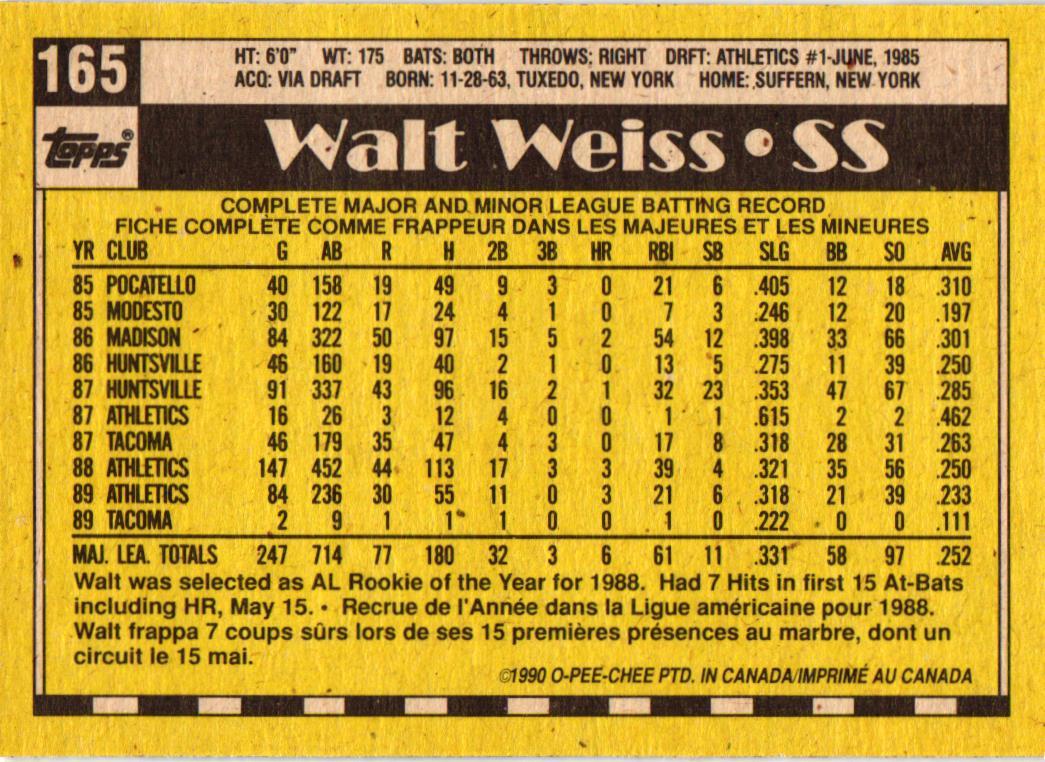 165
HT: 6'0" WT: 175 BATS: BOTH THROWS: RIGHT DRFT: ATHLETICS #1-JUNE, 1985
ACQ: VIA DRAFT BORN: 11-28-63, TUXEDO, NEW YORK HOME: SUFFERN, NEW YORK
topps®
Walt Weiss • SS
COMPLETE MAJOR AND MINOR LEAGUE BATTING RECORD
FICHE COMPLÈTE COMME FRAPPEUR DANS LES MAJEURES ET LES MINEURES
YR CLUB G AB R H 2B 3B HR RBI SB SLG BB SO AVG
85 POCATELLO 40 158 19 49 9 3 0 21 6 .405 12 18 .310
85 MODESTO 30 122 17 24 4 1 0 7 3 .246 12 20 .197
86 MADISON 84 322 50 97 15 5 2 54 12 .398 33 66 .301
86 HUNTSVILLE 46 160 19 40 2 1 0 13 5 .275 11 39 .250
87 HUNTSVILLE 91 337 43 96 16 2 1 32 23 .353 47 67 .285
87 ATHLETICS 16 26 3 12 4 0 0 1 1 .615 2 2 .462
87 TACOMA 46 179 35 47 4 3 0 17 8 .318 28 31 .263
88 ATHLETICS 147 452 44 113 17 3 3 39 4 .321 35 56 .250
89 ATHLETICS 84 236 30 55 11 0 3 21 6 .318 21 39 .233
89 TACOMA 2 9 1 1 1 0 0 1 0 .222 0 0 .111
MAJ. LEA. TOTALS 247 714 77 180 32 3 6 61 11 .331 58 97 .252
Walt was selected as AL Rookie of the Year for 1988. Had 7 Hits in first 15 At-Bats
including HR, May 15. • Recrue de l'Année dans la Ligue américaine pour 1988.
Walt frappa 7 coups sûrs lors de ses 15 premières présences au marbre, dont un
circuit le 15 mai.
©1990 O-PEE-CHEE PTD. IN CANADA/IMPRIMÉ AU CANADA